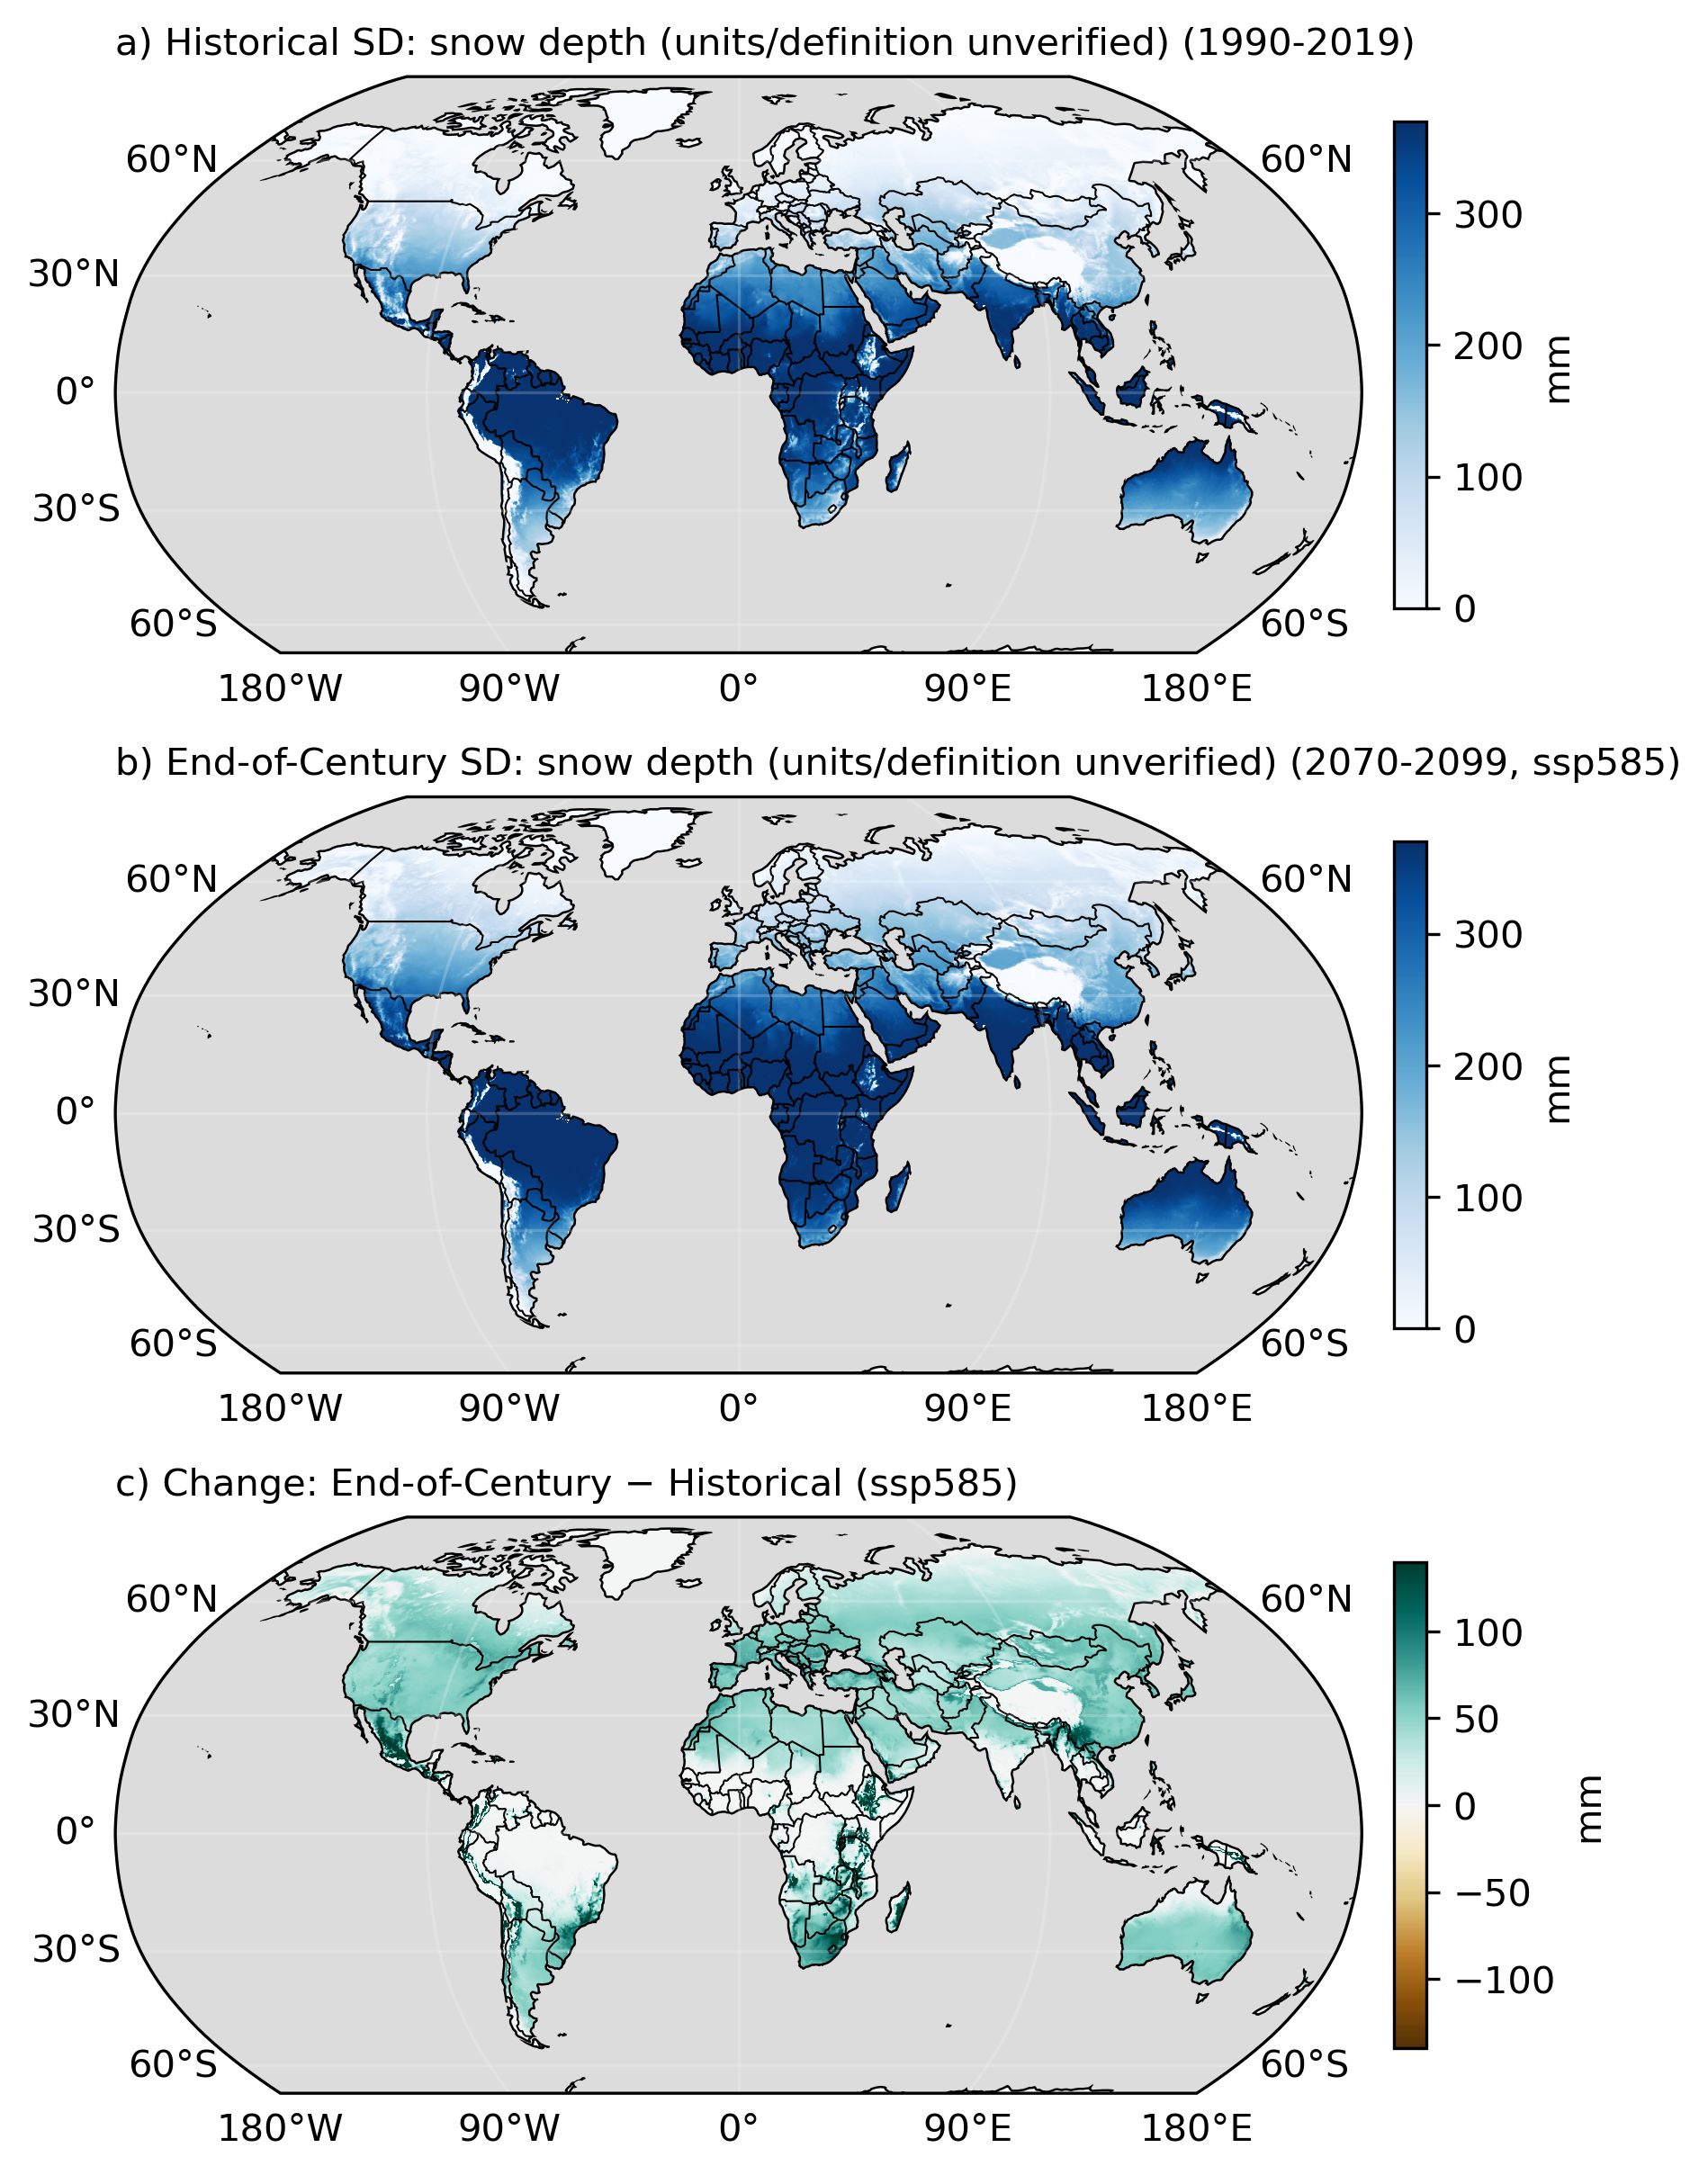 a) Historical SD: snow depth (units/definition unverified) (1990-2019)
60°N
60°N
30°N
0°
30°S
60°S
60°S
180°W
90°W
0°
90°E
180°E
300
200
100
0
mm
b) End-of-Century SD: snow depth (units/definition unverified) (2070-2099, ssp585)
60°N
60°N
30°N
0°
30°S
60°S
60°S
180°W
90°W
0°
90°E
180°E
300
200
100
0
mm
c) Change: End-of-Century − Historical (ssp585)
60°N
60°N
30°N
0°
30°S
60°S
60°S
180°W
90°W
0°
90°E
180°E
100
50
0
−50
−100
mm